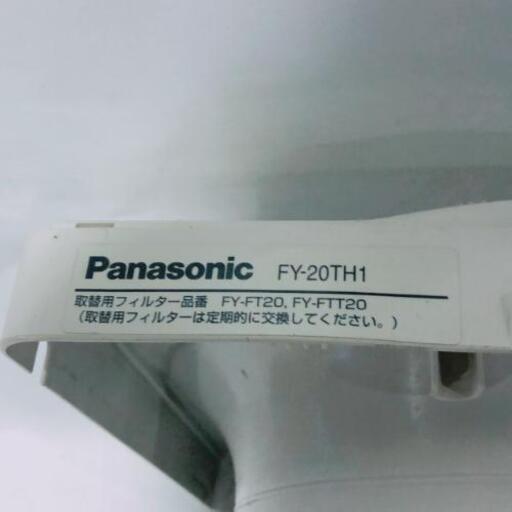 Panasonic FY-20TH1
取替用フィルター品番 FY-FT20, FY-FTT20
(取替用フィルターは定期的に交換してください。)